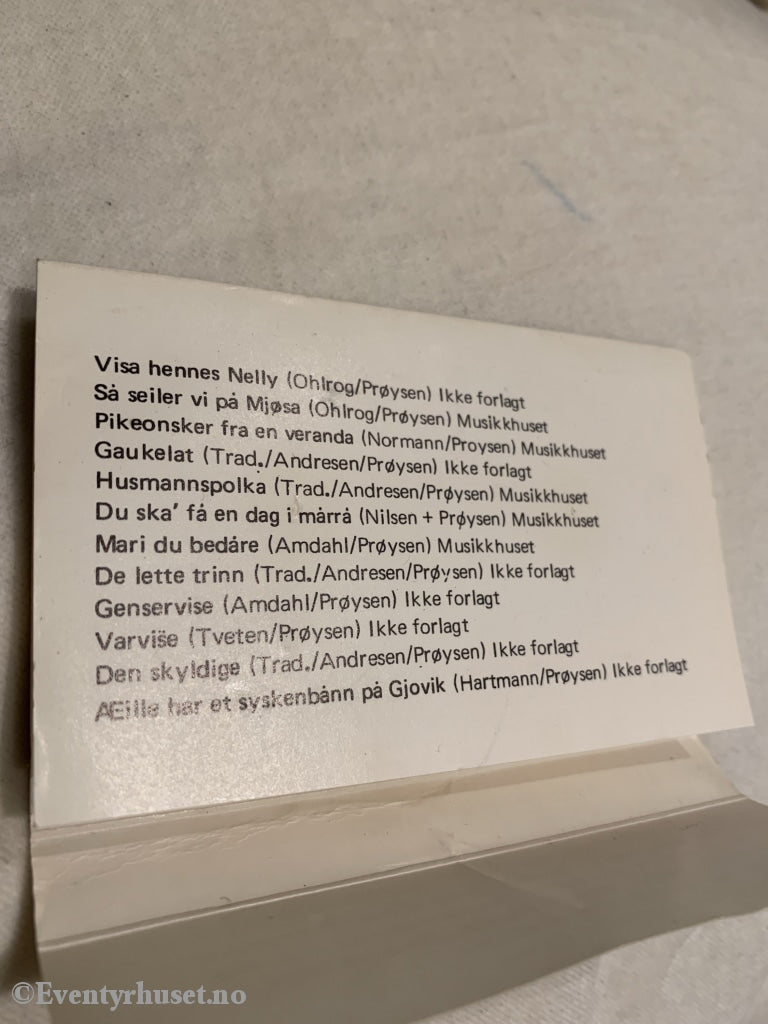 Visa hennes Nelly (Ohlrog/Prøysen) Ikke forlagt
Så seiler vi på Mjøsa (Ohlrog/Prøysen) Musikkhuset
Pikeonsker fra en veranda (Normann/Proysen) Musikkhuset
Gaukelat (Trad./Andresen/Prøysen) Ikke forlagt
Husmannspolka (Trad./Andresen/Prøysen) Musikkhuset
Du ska' få en dag i mårrå (Nilsen + Prøysen) Musikkhuset
Mari du bedåre (Amdahl/Prøysen) Musikkhuset
De lette trinn (Trad./Andresen/Prøysen) Ikke forlagt
Genservise (Amdahl/Prøysen) Ikke forlagt
Varvise (Tveten/Prøysen) Ikke forlagt
Den skyldige (Trad./Andresen/Prøysen) Ikke forlagt
Æille har et syskenbånn på Gjovik (Hartmann/Prøysen) Ikke forlagt
©Eventyrhuset.no